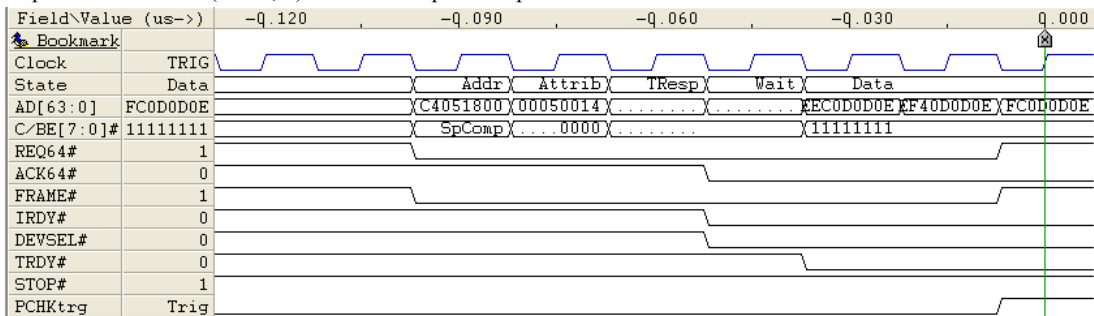 Field\Value (us->) -0.120 , -0.090 , -0.060 , -0.030 , 0.000
Bookmark
Clock TRIG
State Data Addr Attrib TResp Wait Data
AD[63:0] FC0D0D0E C4051800 00050014 ........ ........ EEC0D0D0E F40D0D0E FC0D0D0E
C/BE[7:0]# 11111111 SpComp ....0000 ........ 11111111
REQ64# 1
ACK64# 0
FRAME# 1
IRDY# 0
DEVSEL# 0
TRDY# 0
STOP# 1
PCHKtrg Trig